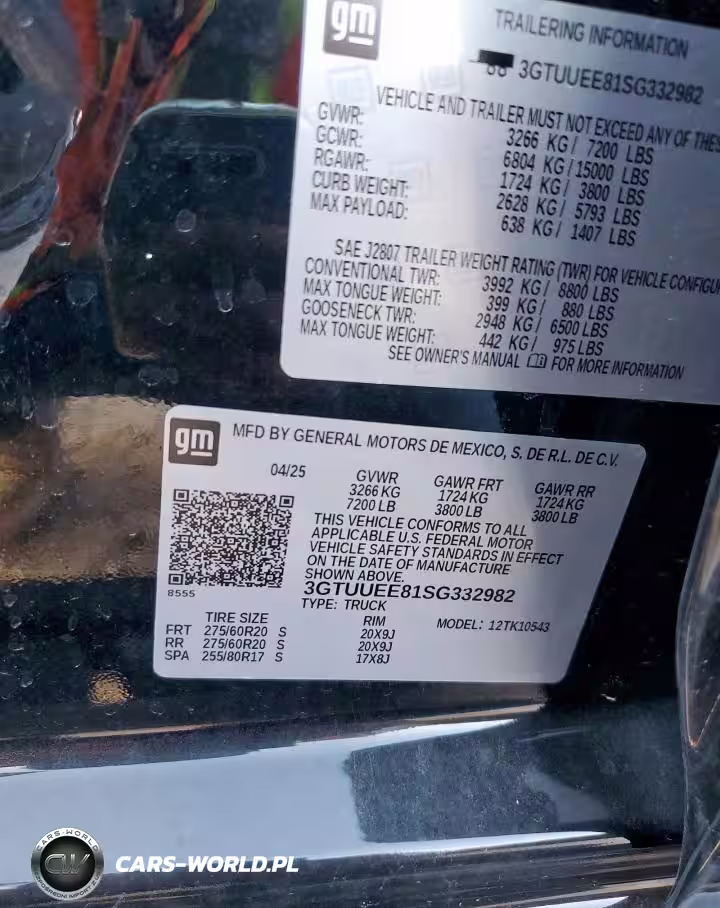 gm
TRAILERING INFORMATION
3GTUUEE81SG332982
VEHICLE AND TRAILER MUST NOT EXCEED ANY OF THES
GVWR: 3266 KG/ 7200 LBS
GCWR: 6804 KG/15000 LBS
RGAWR: 1724 KG/ 3800 LBS
CURB WEIGHT: 2628 KG/ 5793 LBS
MAX PAYLOAD: 638 KG/ 1407 LBS
SAE J2807 TRAILER WEIGHT RATING (TWR) FOR VEHICLE CONFIGU
CONVENTIONAL TWR: 3992 KG/ 8800 LBS
MAX TONGUE WEIGHT: 399 KG/ 880 LBS
GOOSENECK TWR: 2948 KG/ 6500LBS
MAX TONGUE WEIGHT: 442 KG/ 975 LBS
SEE OWNER'S MANUAL FOR MORE INFORMATION
gm MFD BY GENERAL MOTORS DE MEXICO, S. DE R.L. DE C.V.
04/25 GVWR GAWR FRT GAWR RR
3266 KG 1724 KG 1724 KG
7200 LB 3800 LB 3800 LB
THIS VEHICLE CONFORMS TO ALL
APPLICABLE U.S. FEDERAL MOTOR
VEHICLE SAFETY STANDARDS IN EFFECT
ON THE DATE OF MANUFACTURE
SHOWN ABOVE.
8555
3GTUUEE81SG332982
TYPE: TRUCK
TIRE SIZE RIM MODEL: 12TK10543
FRT 275/60R20 S 20X9J
RR 275/60R20 S 20X9J
SPA 255/80R17 S 17X8J
CARS-WORLD
CW
CARS-WORLD.PL